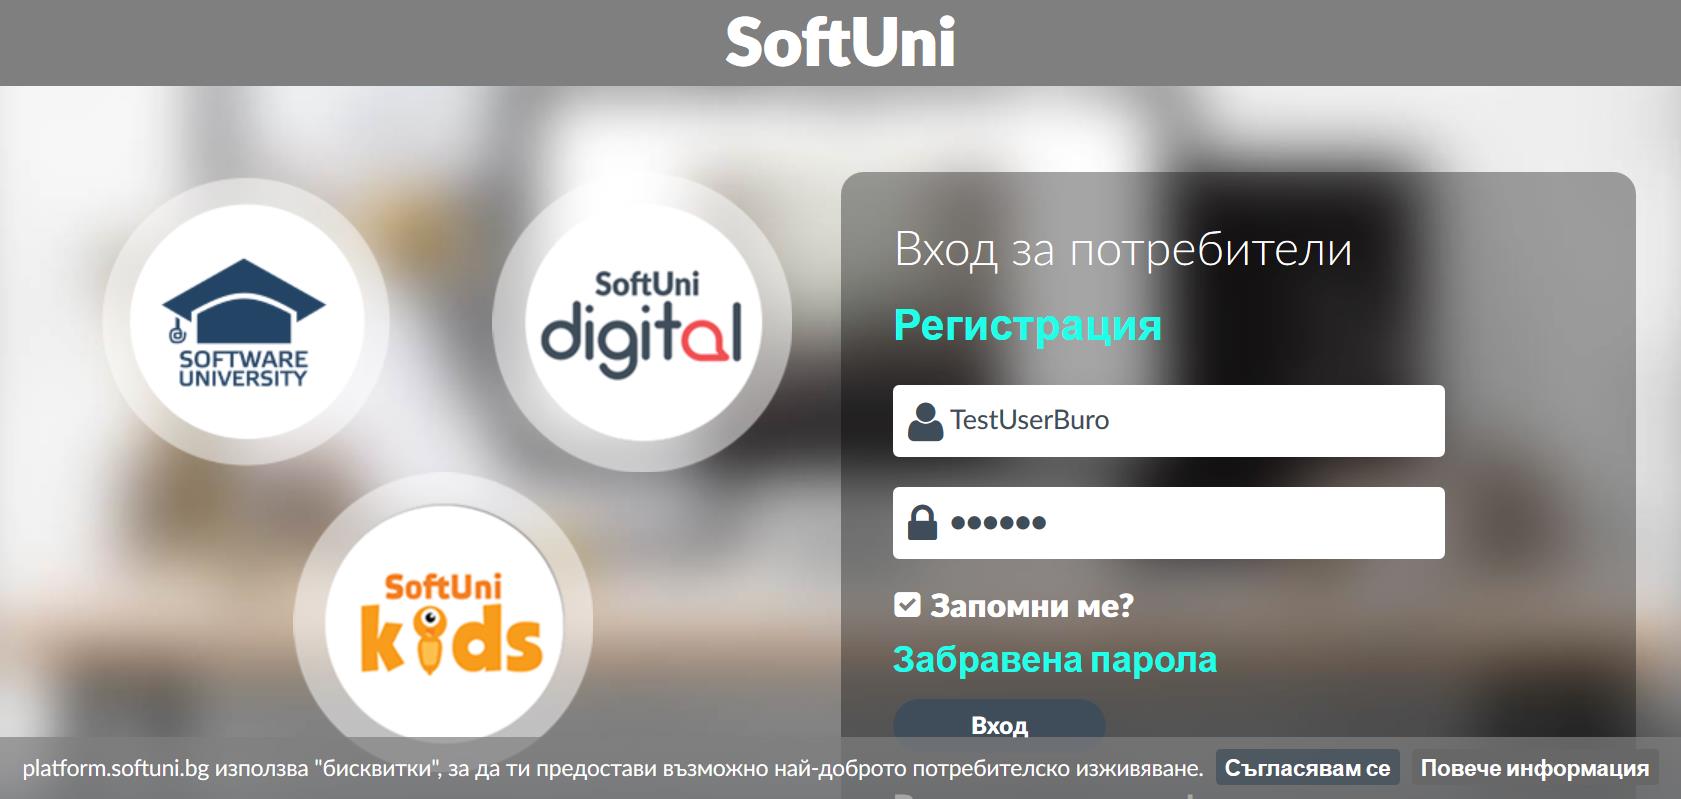 SoftUni
SOFTWARE
UNIVERSITY
SoftUni
digital
SoftUni
kids
Вход за потребители
Регистрация
TestUserBuro
••••••
Запомни ме?
Забравена парола
Вход
platform.softuni.bg използва "бисквитки", за да ти предостави възможно най-доброто потребителско изживяване. Съгласявам се Повече информация